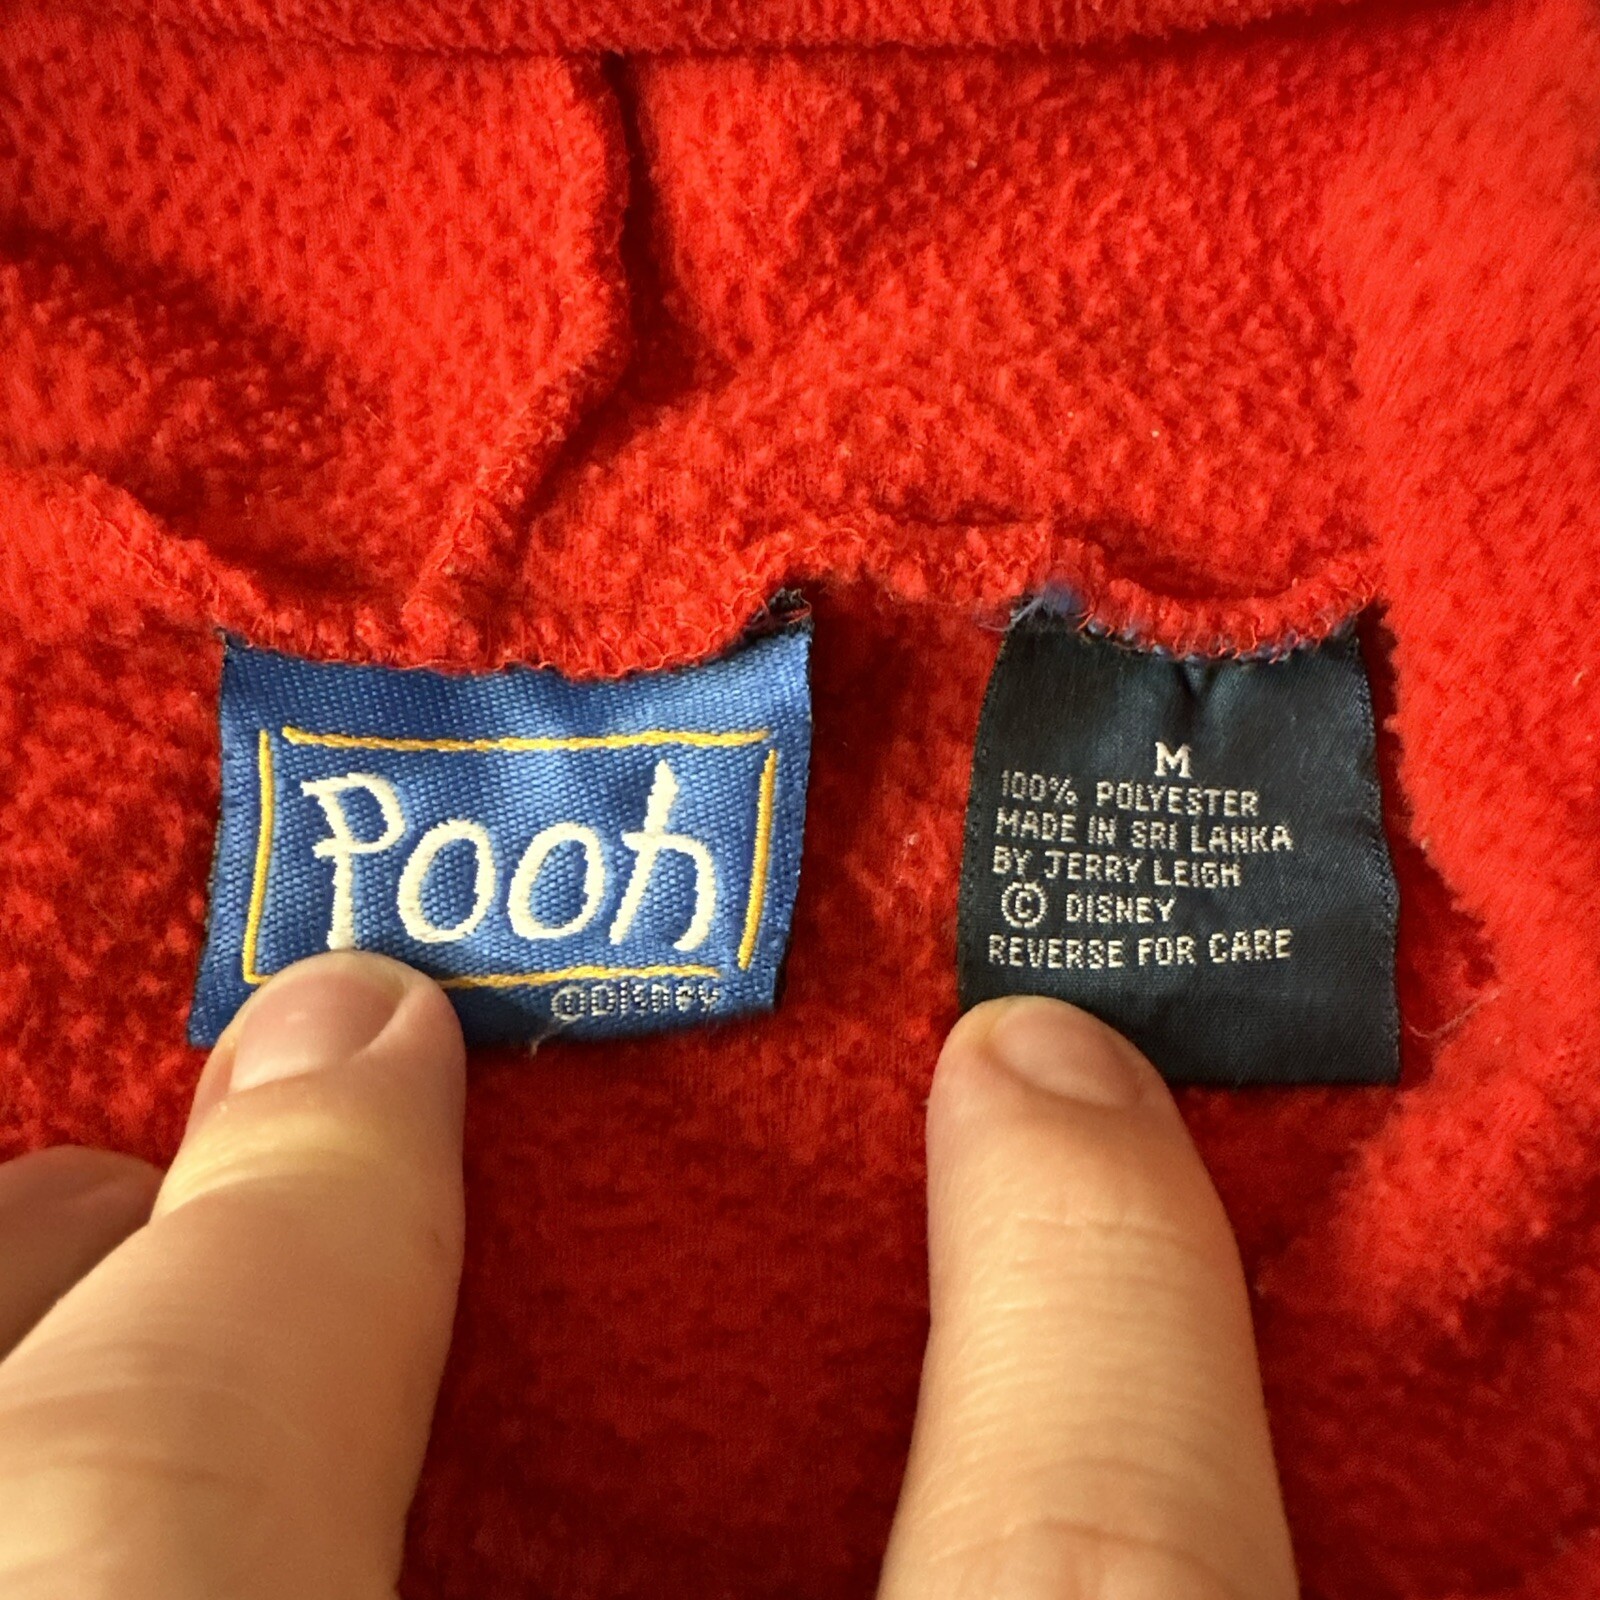 Pooh
©DISNEY
M
100% POLYESTER
MADE IN SRI LANKA
BY JERRY LEIGH
© DISNEY
REVERSE FOR CARE